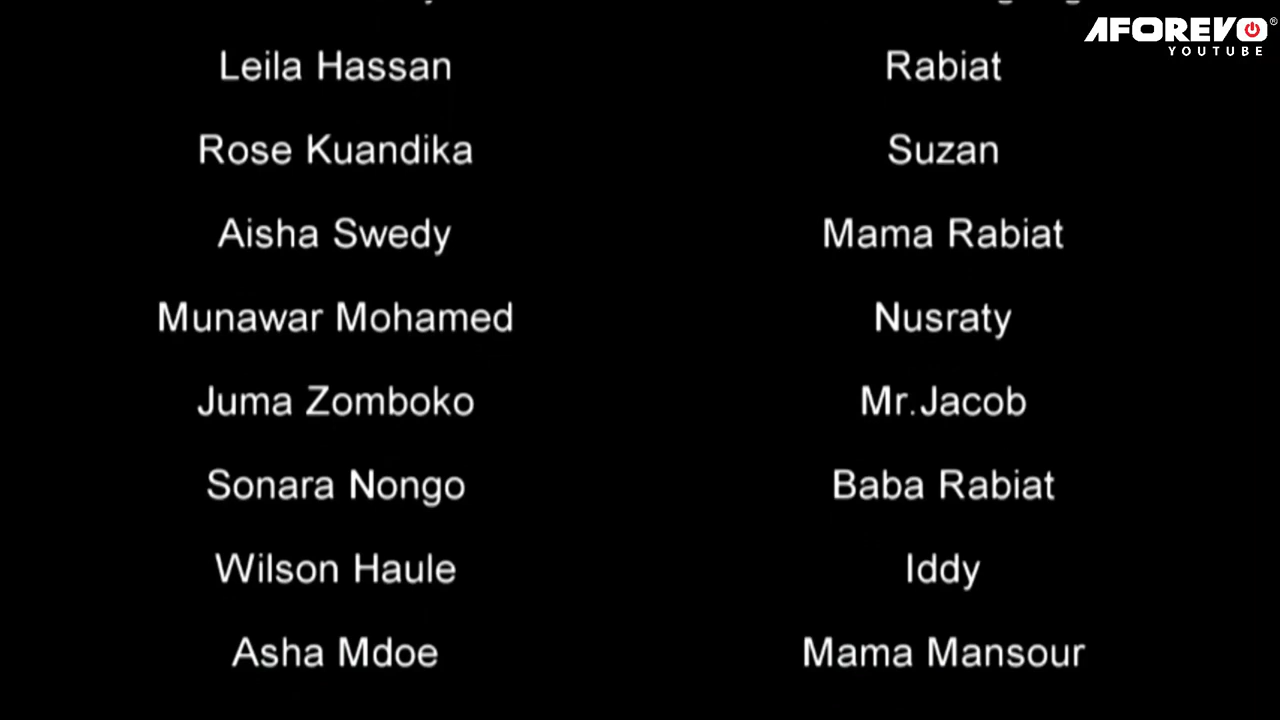 AFOREVO®
YOUTUBE
Leila Hassan Rabiat
Rose Kuandika Suzan
Aisha Swedy Mama Rabiat
Munawar Mohamed Nusraty
Juma Zomboko Mr.Jacob
Sonara Nongo Baba Rabiat
Wilson Haule Iddy
Asha Mdoe Mama Mansour